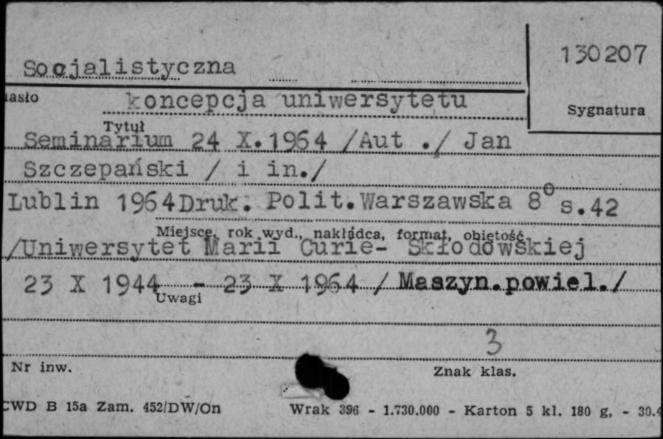 Socjalistyczna
130207
asło
koncepcja uniwersytetu
Sygnatura
Tytuł
Seminarium 24 X.1964 /Aut ./ Jan
Szczepański / i in./
Lublin 1964Druk. Polit.Warszawska 8° s.42
Miejsce, rok wyd., nakładca, format, objętość
/Uniwersytet Marii Curie- Skłodowskiej
23 X 1944 - 23 X 1964 / Maszyn.powiel./
Uwagi
3
Nr inw.
Znak klas.
CWD B 15a Zam. 452/DW/On
Wrak 396 - 1.730.000 - Karton 5 kl. 180 g, - 30.4